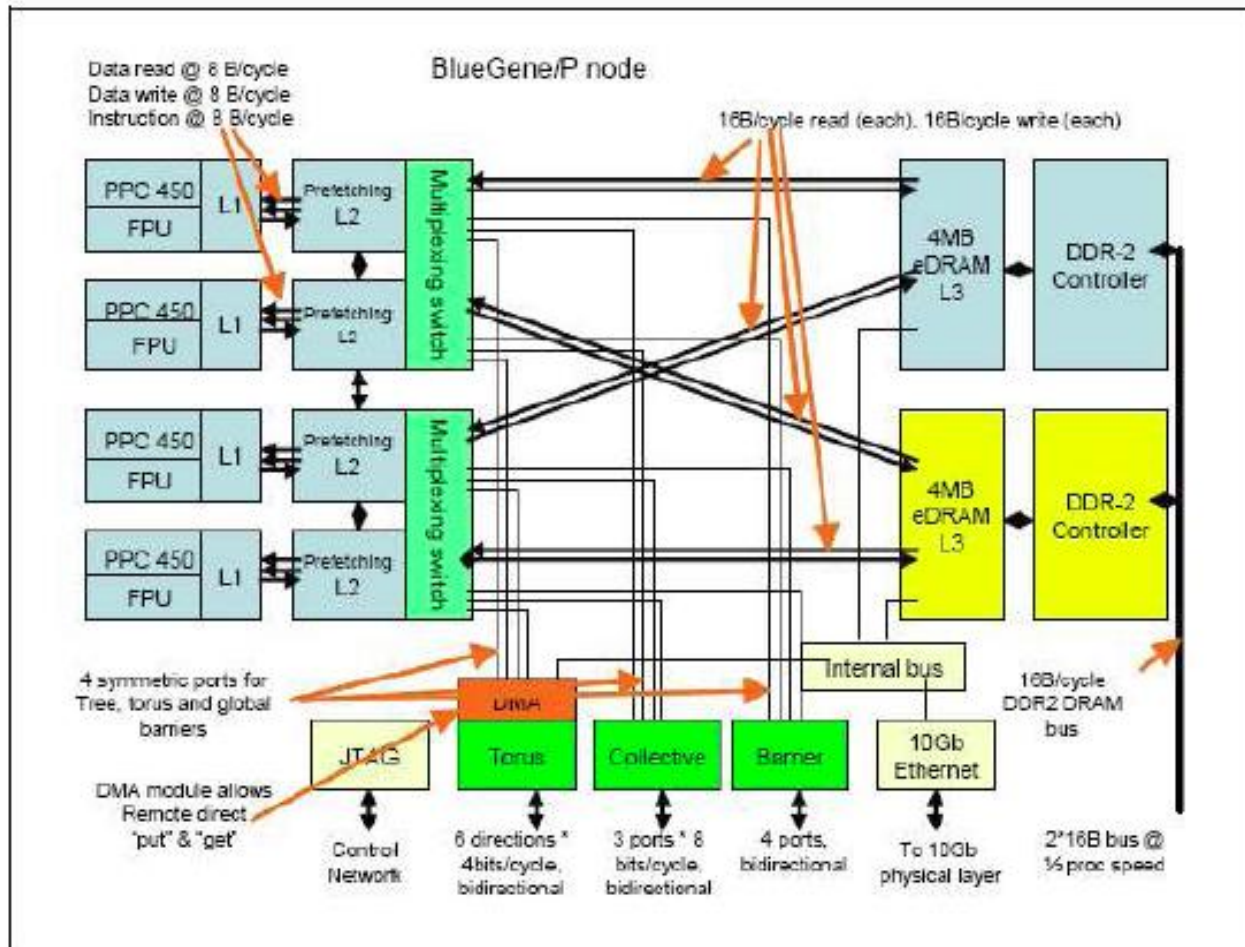 BlueGene/P node
Data read @ 8 B/cycle
Data write @ 8 B/cycle
Instruction @ 8 B/cycle
16B/cycle read (each), 16B/cycle write (each)
PPC 450
FPU
L1
Prefetching
L2
Multiplexing switch
4MB
eDRAM
L3
DDR-2
Controller
PPC 450
FPU
L1
Prefetching
L2
PPC 450
FPU
L1
Prefetching
L2
Multiplexing switch
4MB
eDRAM
L3
DDR-2
Controller
PPC 450
FPU
L1
Prefetching
L2
4 symmetric ports for
Tree, torus and global
barriers
Internal bus
16B/cycle
DDR2 DRAM
bus
DMA
JTAG
Torus
Collective
Barrier
10Gb
Ethernet
DMA module allows
Remote direct
"put" & "get"
Control
Network
6 directions *
4bits/cycle,
bidirectional
3 ports * 8
bits/cycle,
bidirectional
4 ports,
bidirectional
To 10Gb
physical layer
2*16B bus @
½ proc speed